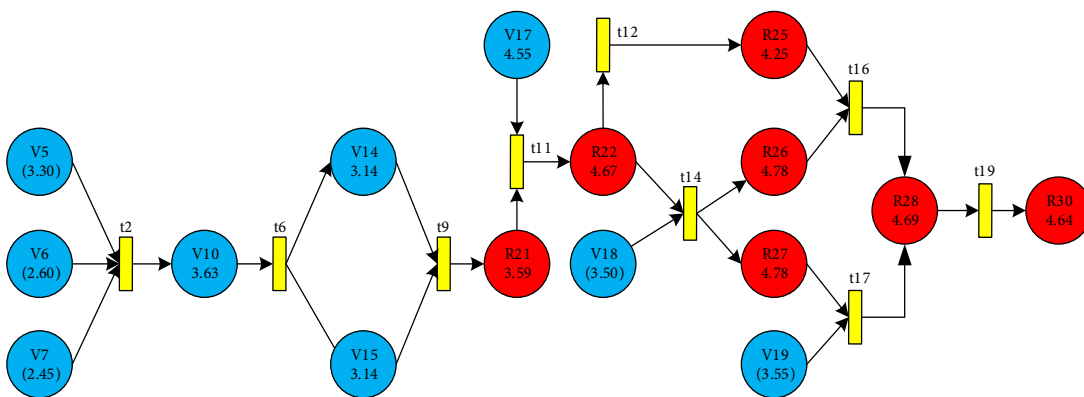 V5
(3.30)
V6
(2.60)
V7
(2.45)
t2
V10
3.63
t6
V14
3.14
V15
3.14
t9
R21
3.59
V17
4.55
t11
R22
4.67
t12
V18
(3.50)
t14
R25
4.25
R26
4.78
R27
4.78
V19
(3.55)
t16
t17
R28
4.69
t19
R30
4.64